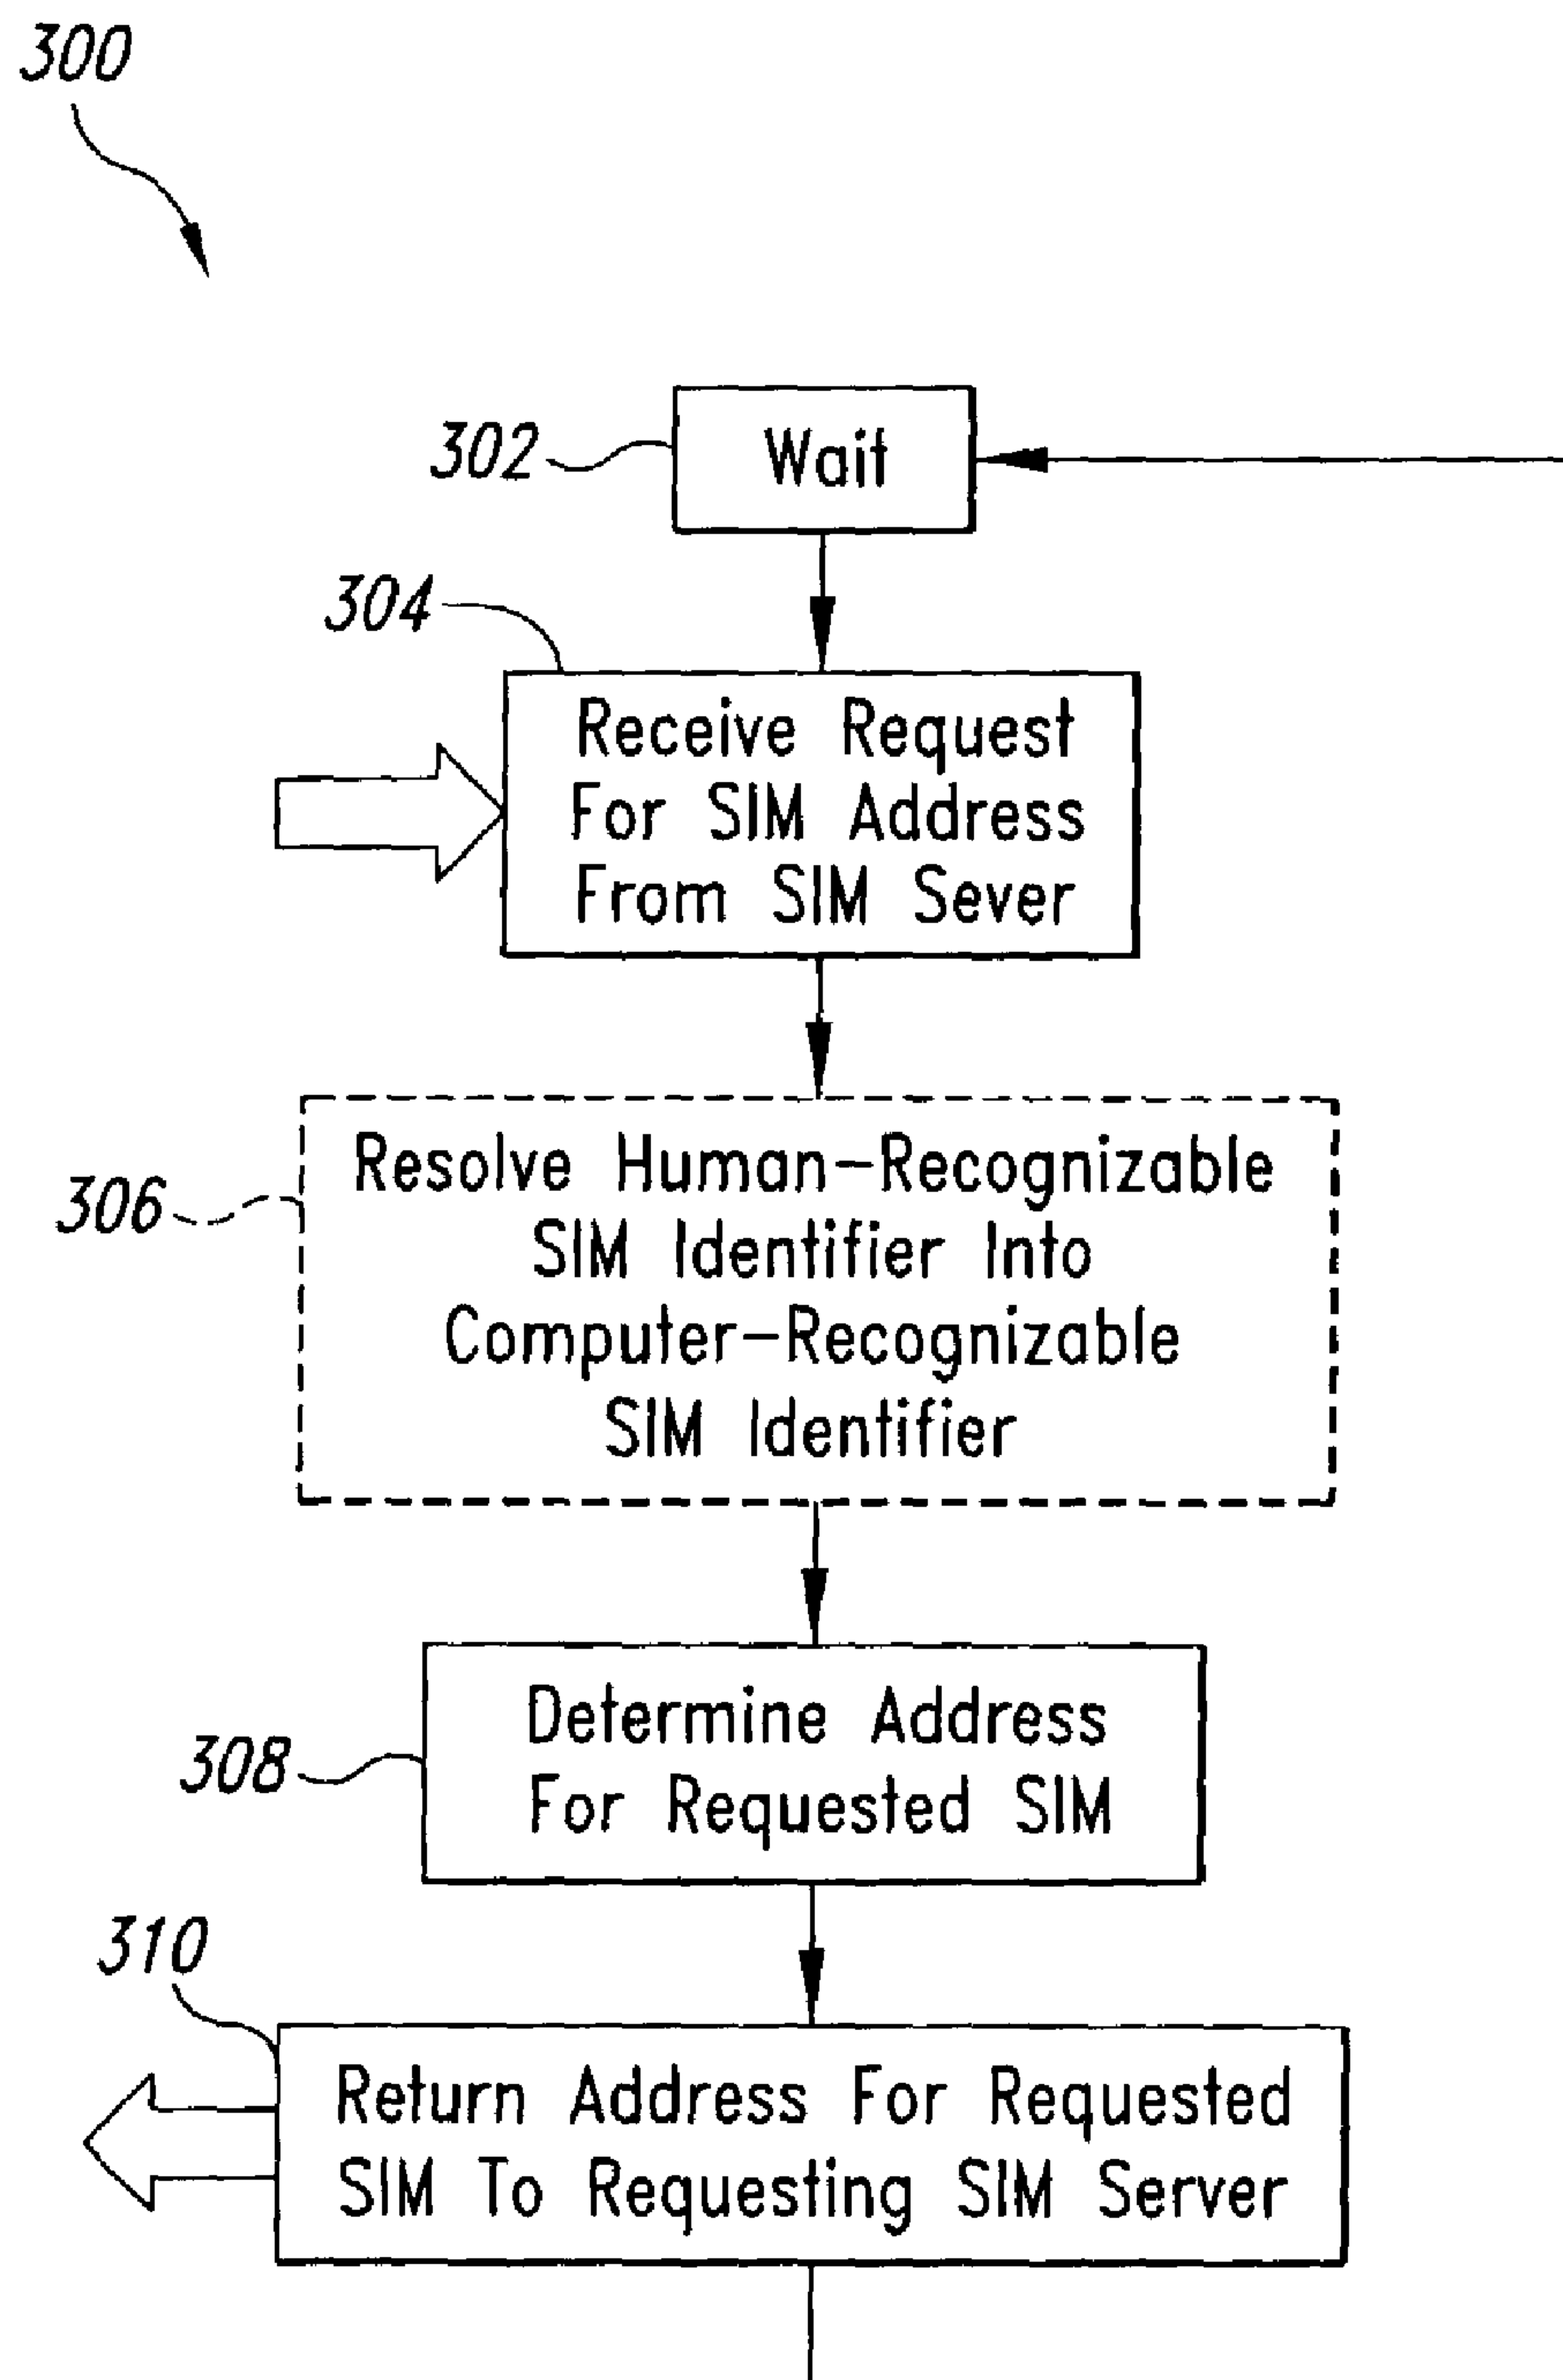 300
302
Wait
304
Receive Request
For SIM Address
From SIM Sever
306
Resolve Human-Recognizable
SIM Identifier Into
Computer-Recognizable
SIM Identifier
308
Determine Address
For Requested SIM
310
Return Address For Requested
SIM To Requesting SIM Server